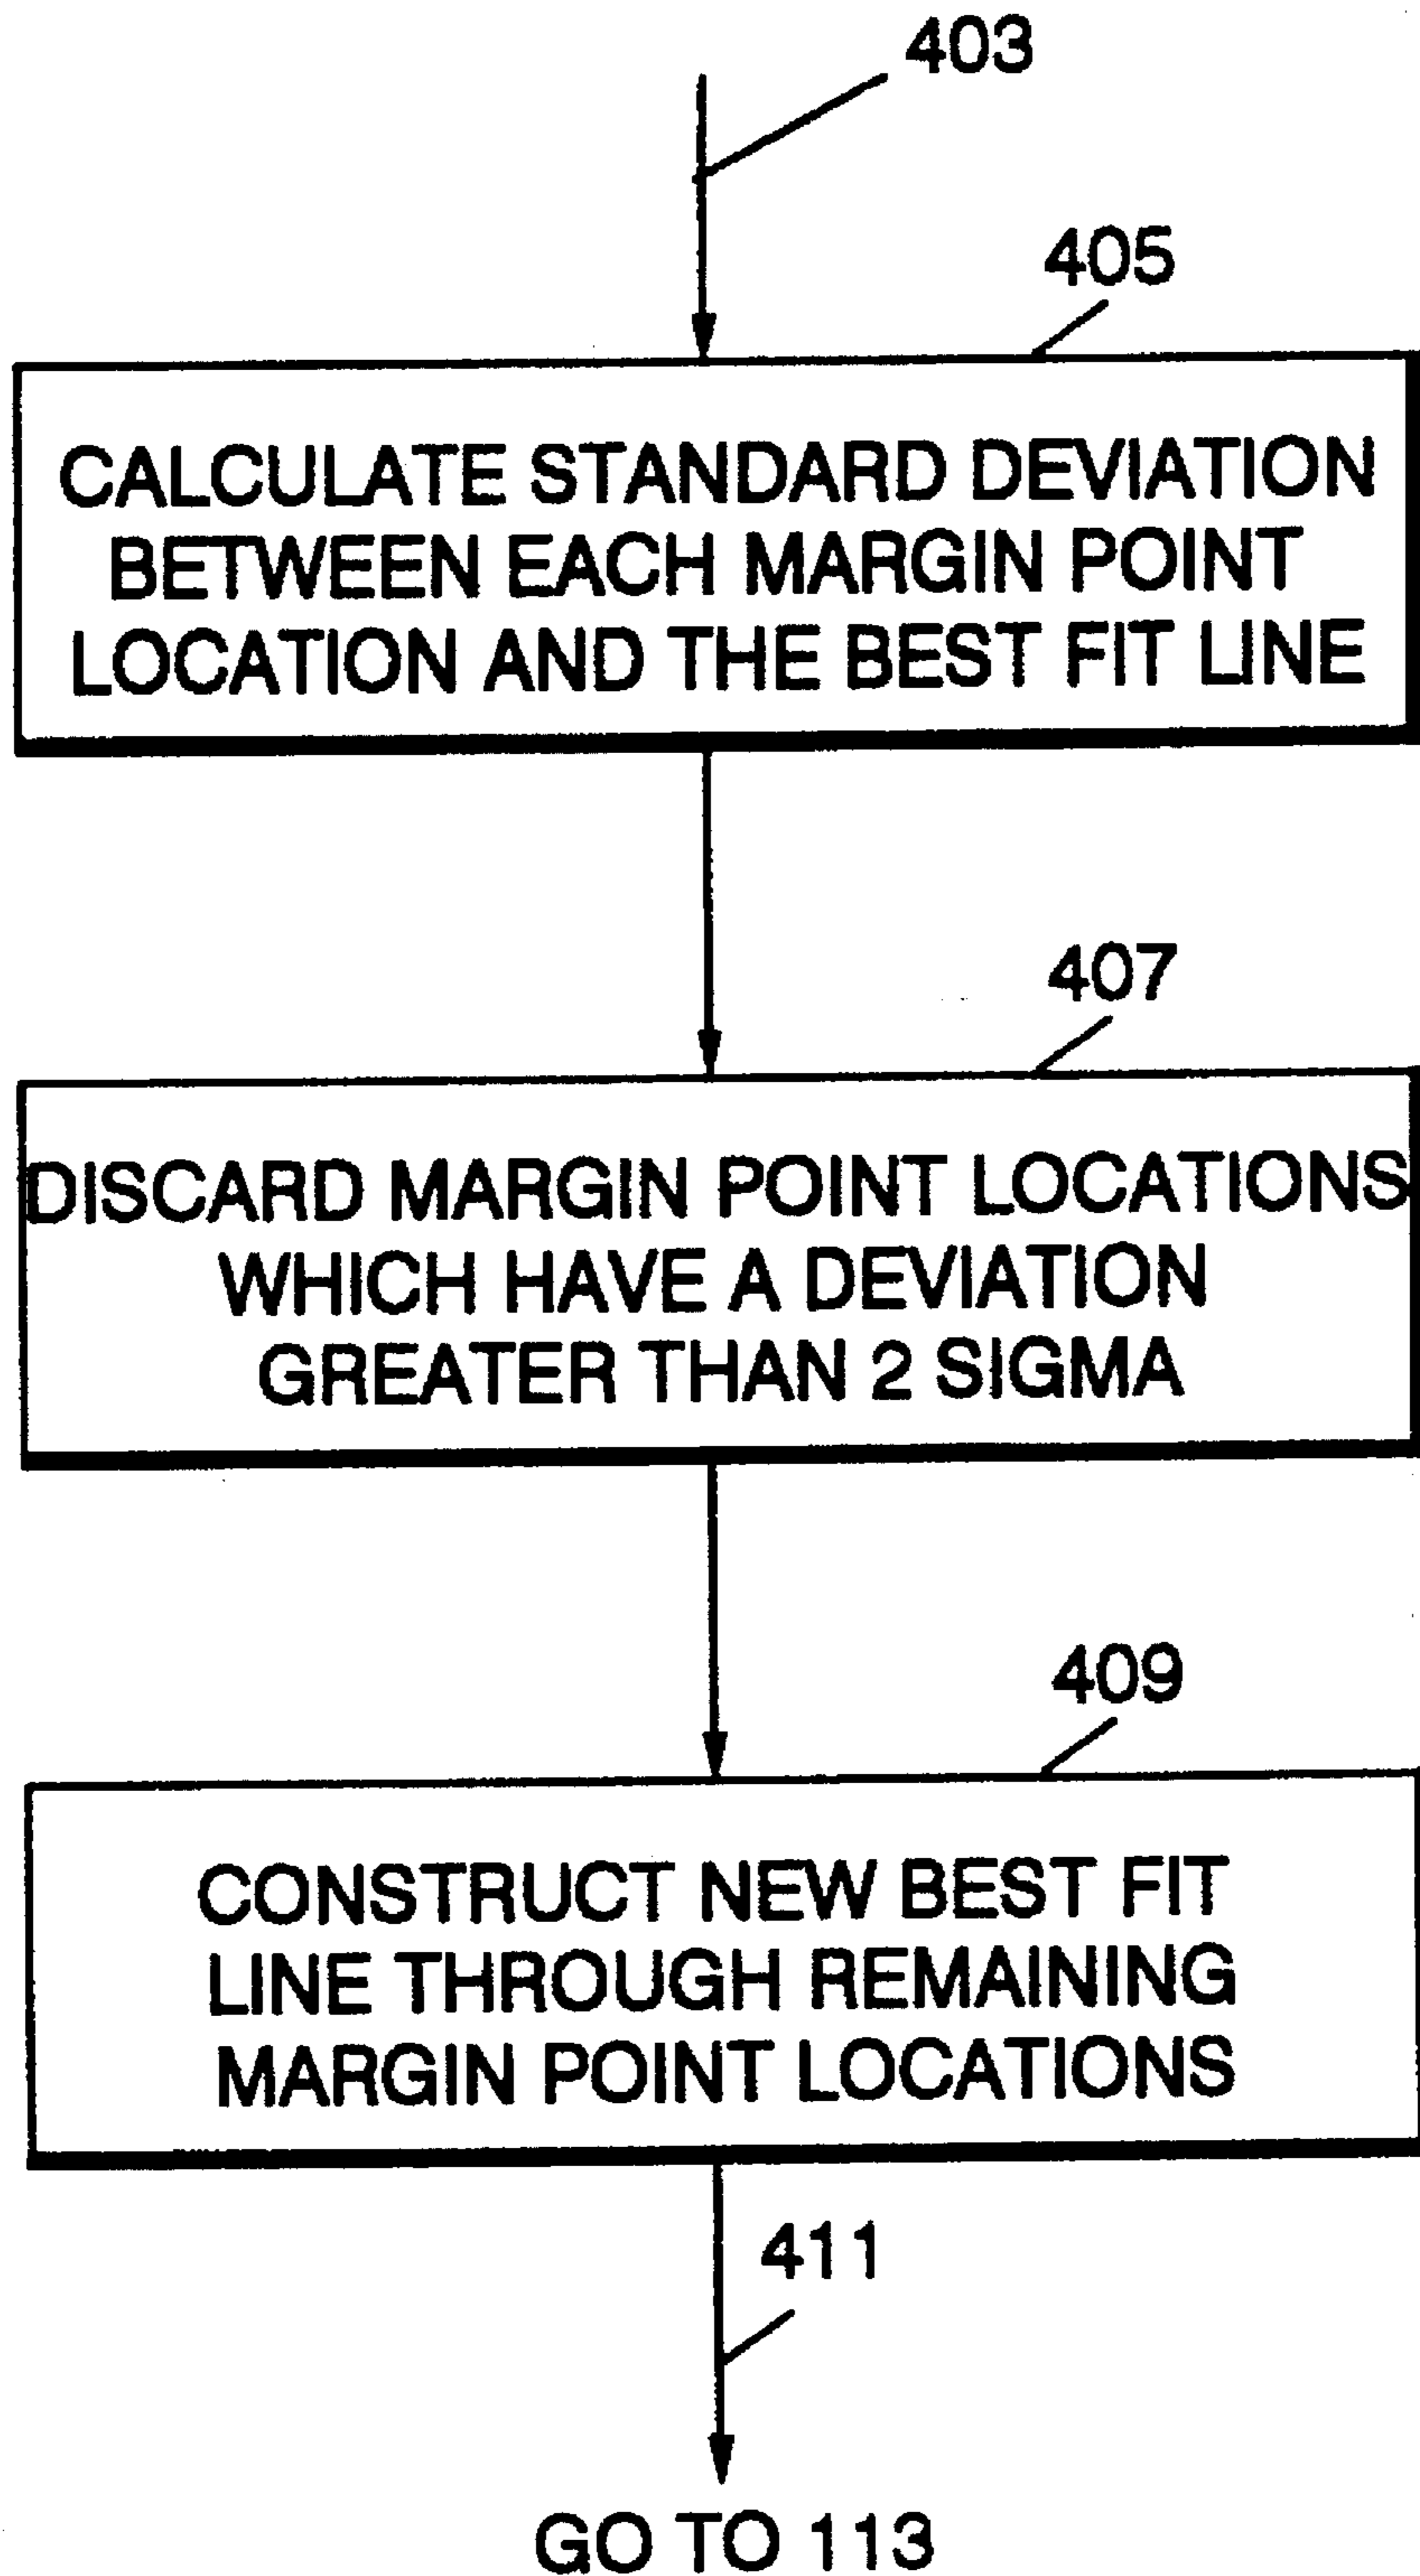 403
405
CALCULATE STANDARD DEVIATION
BETWEEN EACH MARGIN POINT
LOCATION AND THE BEST FIT LINE
407
DISCARD MARGIN POINT LOCATIONS
WHICH HAVE A DEVIATION
GREATER THAN 2 SIGMA
409
CONSTRUCT NEW BEST FIT
LINE THROUGH REMAINING
MARGIN POINT LOCATIONS
411
GO TO 113